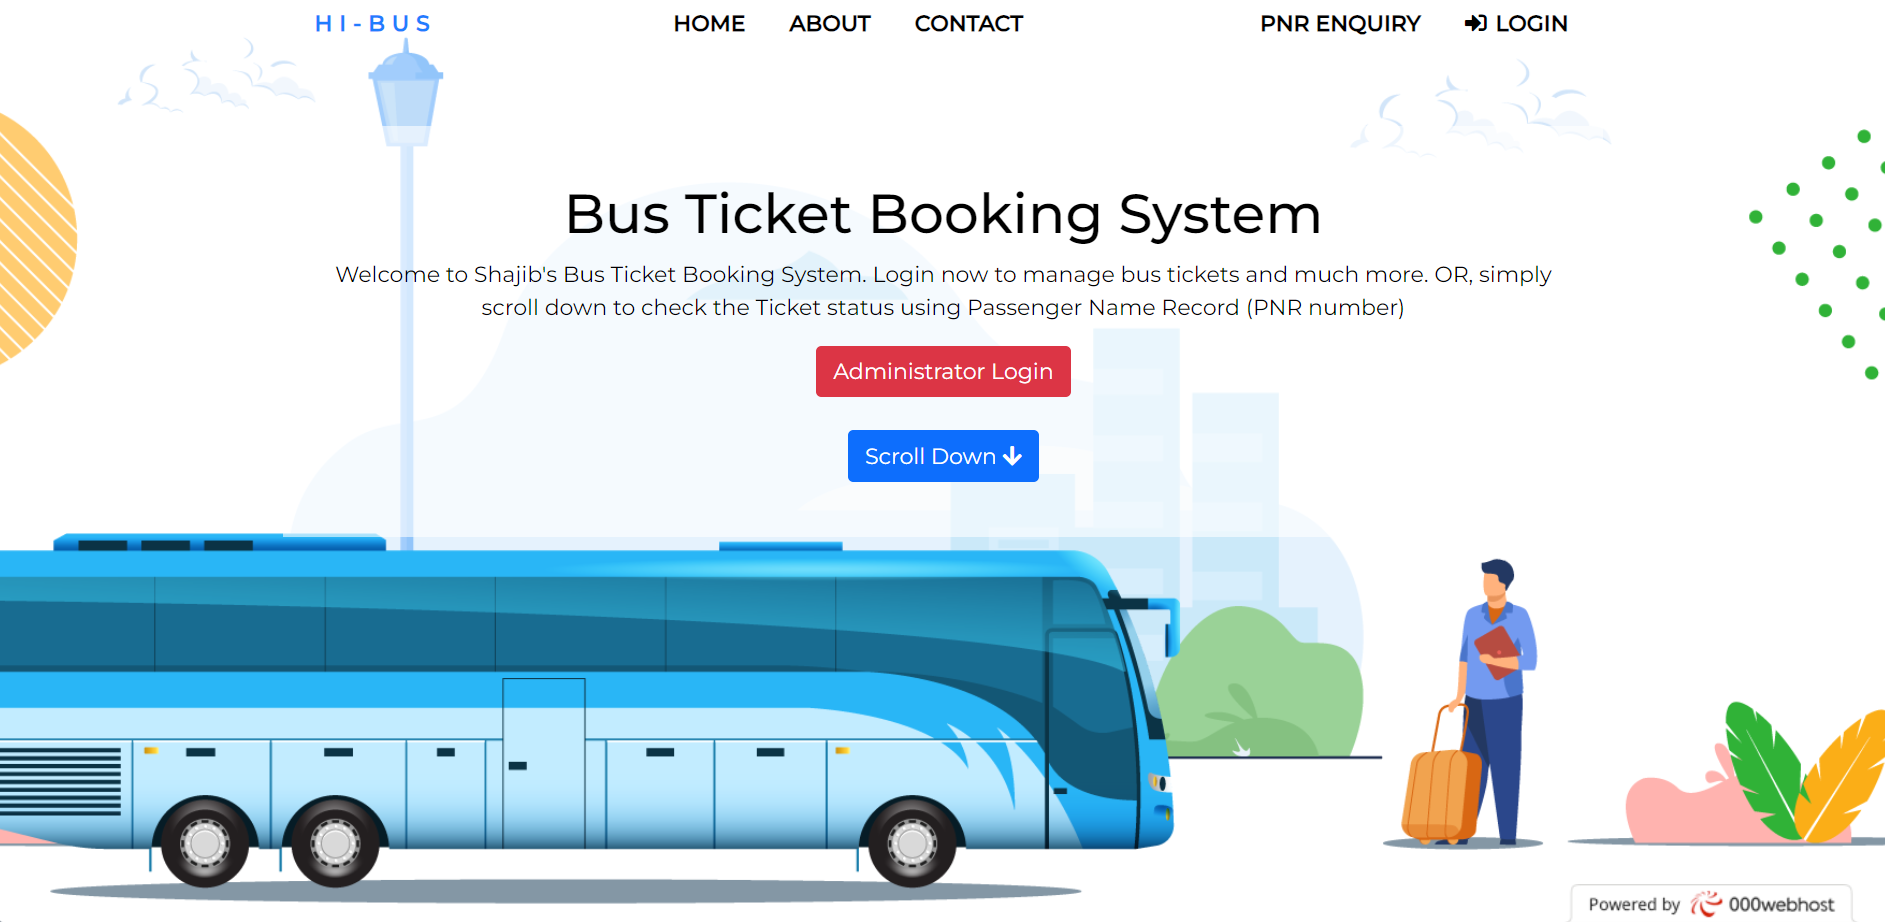 HI-BUS
HOME
ABOUT
CONTACT
PNR ENQUIRY
LOGIN
Bus Ticket Booking System
Welcome to Shajib's Bus Ticket Booking System. Login now to manage bus tickets and much more. OR, simply
scroll down to check the Ticket status using Passenger Name Record (PNR number)
Administrator Login
Scroll Down
Powered by 000webhost